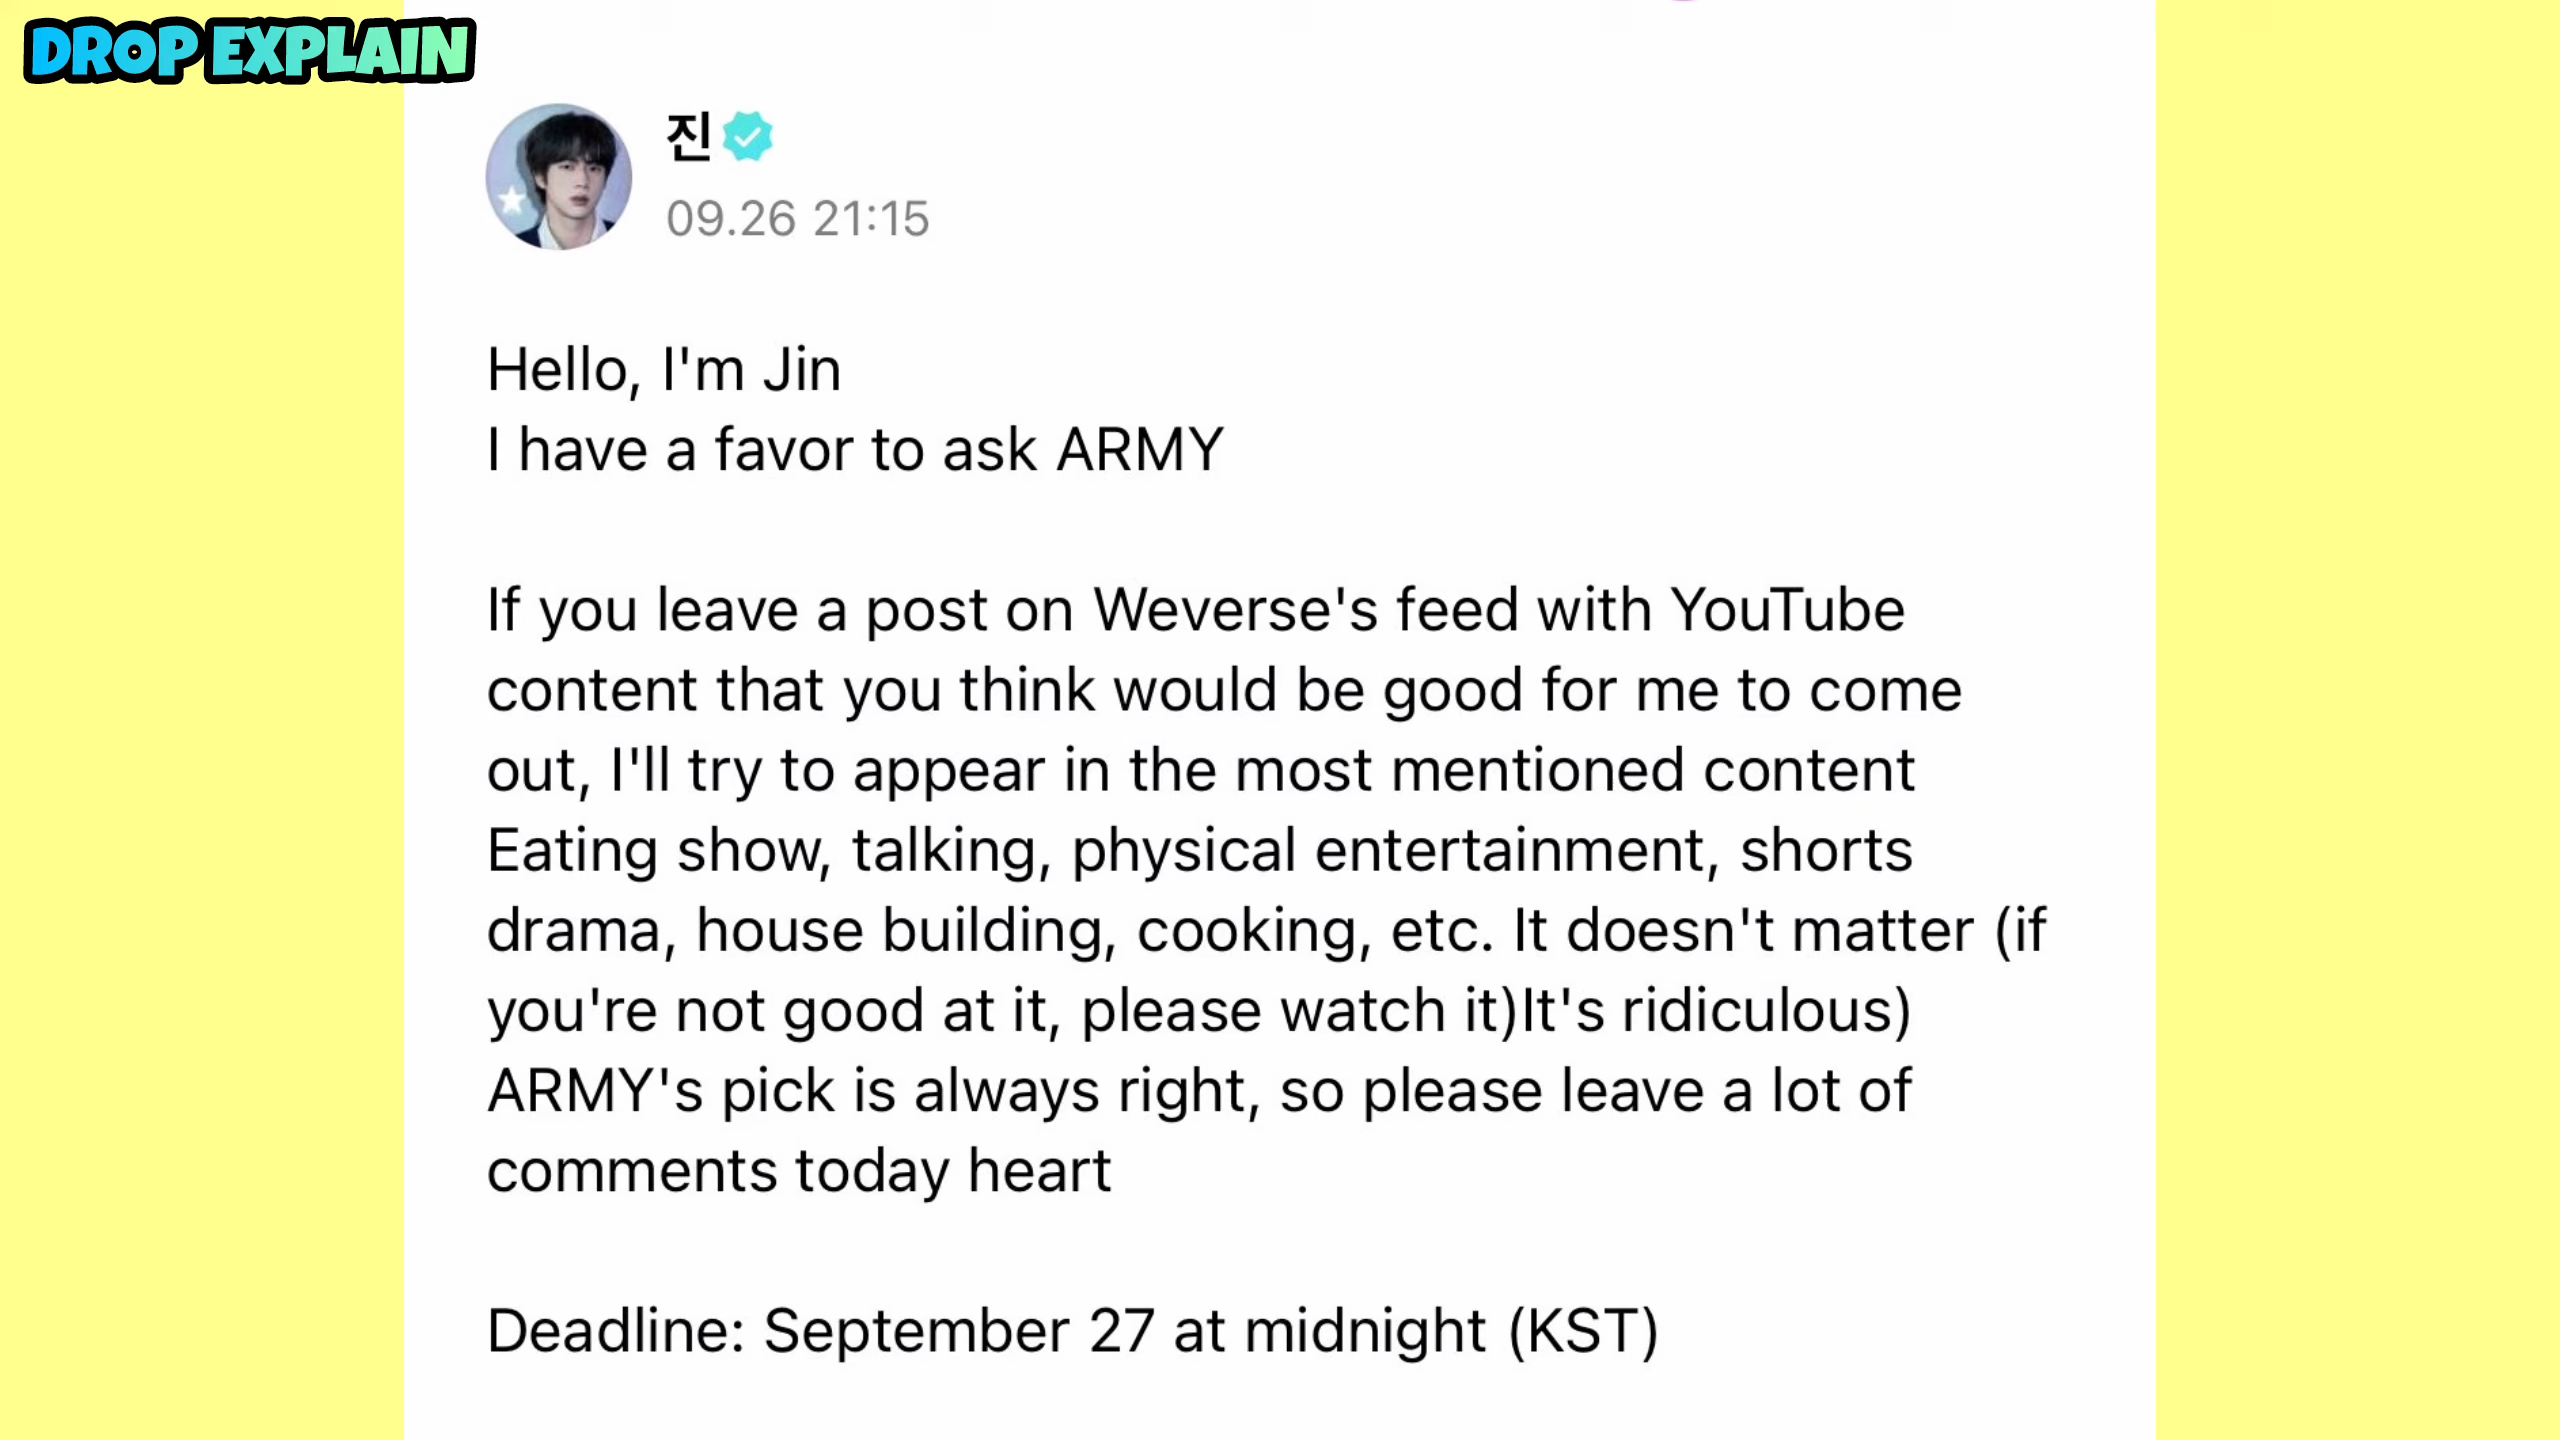 DROP EXPLAIN
진
09.26 21:15
Hello, I'm Jin
I have a favor to ask ARMY
If you leave a post on Weverse's feed with YouTube
content that you think would be good for me to come
out, I'll try to appear in the most mentioned content
Eating show, talking, physical entertainment, shorts
drama, house building, cooking, etc. It doesn't matter (if
you're not good at it, please watch it)It's ridiculous)
ARMY's pick is always right, so please leave a lot of
comments today heart
Deadline: September 27 at midnight (KST)